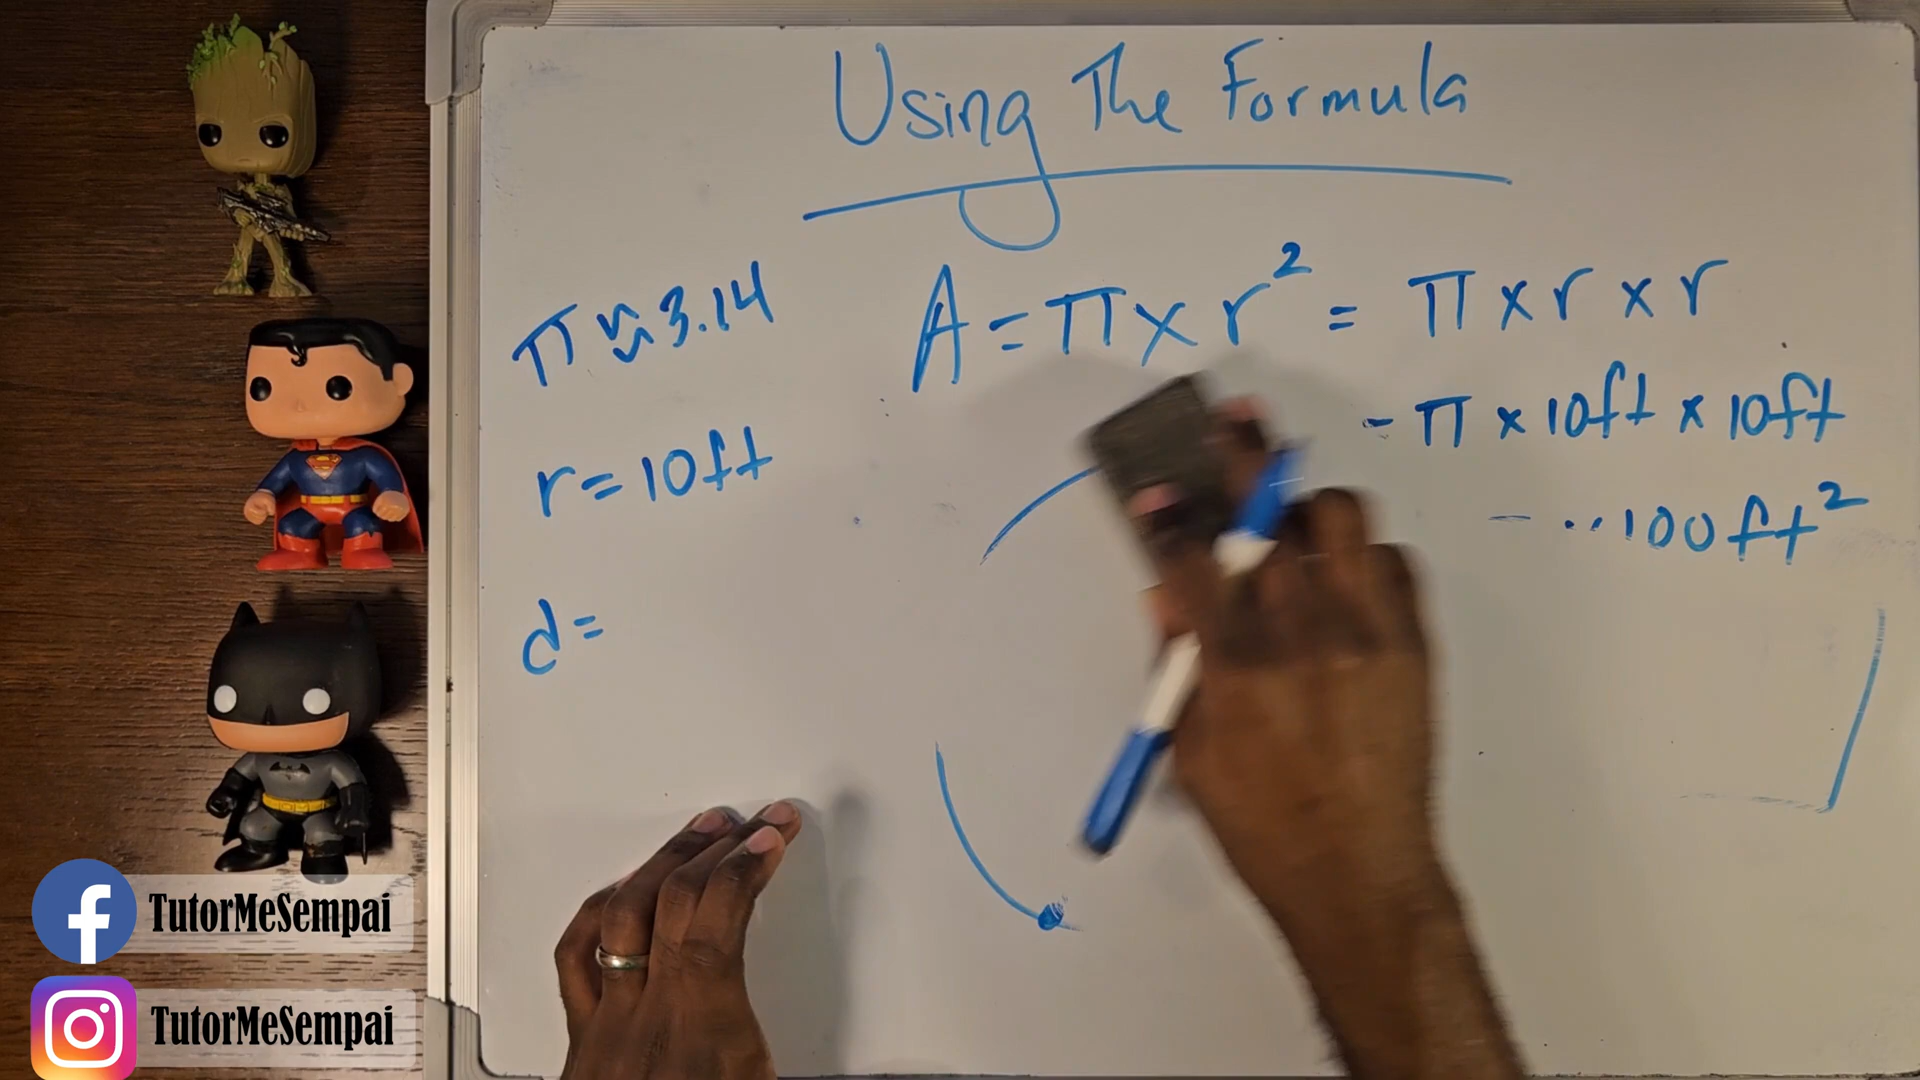 Using The Formula
π ≈ 3.14
A = π × r² = π × r × r
- π × 10ft × 10ft
r = 10ft
- ··100ft²
d =
TutorMeSempai
TutorMeSempai